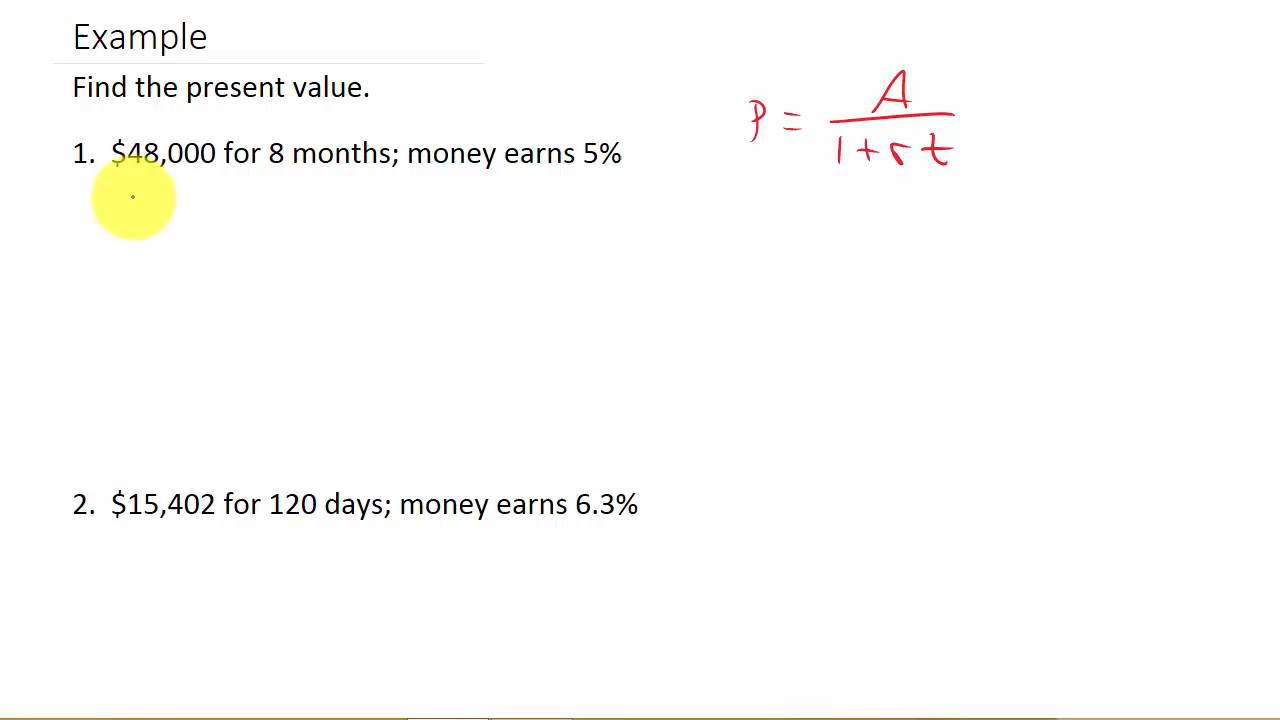 Example
Find the present value.
1. $48,000 for 8 months; money earns 5%
P = A / 1 + r t
2. $15,402 for 120 days; money earns 6.3%